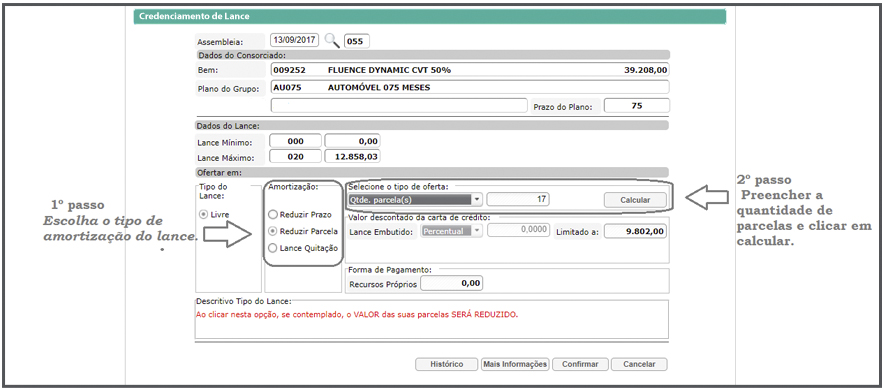 Credenciamento de Lance
Assembleia: 13/09/2017 055
Dados do Consorciado:
Bem: 009252 FLUENCE DYNAMIC CVT 50% 39.208,00
Plano do Grupo: AU075 AUTOMÓVEL 075 MESES
Prazo do Plano: 75
Dados do Lance:
Lance Mínimo: 000 0,00
Lance Máximo: 020 12.858,03
Ofertar em:
Tipo do
Lance:
Livre
Amortização:
Reduzir Prazo
Reduzir Parcela
Lance Quitação
Selecione o tipo de oferta:
Qtde. parcela(s) 17 Calcular
Valor descontado da carta de crédito:
Lance Embutido: Percentual 0,0000 Limitado a: 9.802,00
Forma de Pagamento:
Recursos Próprios 0,00
1º passo
Escolha o tipo de
amortização do lance.
2º passo
Preencher a
quantidade de
parcelas e clicar em
calcular.
Descritivo Tipo do Lance:
Ao clicar nesta opção, se contemplado, o VALOR das suas parcelas SERÁ REDUZIDO.
Histórico Mais Informações Confirmar Cancelar